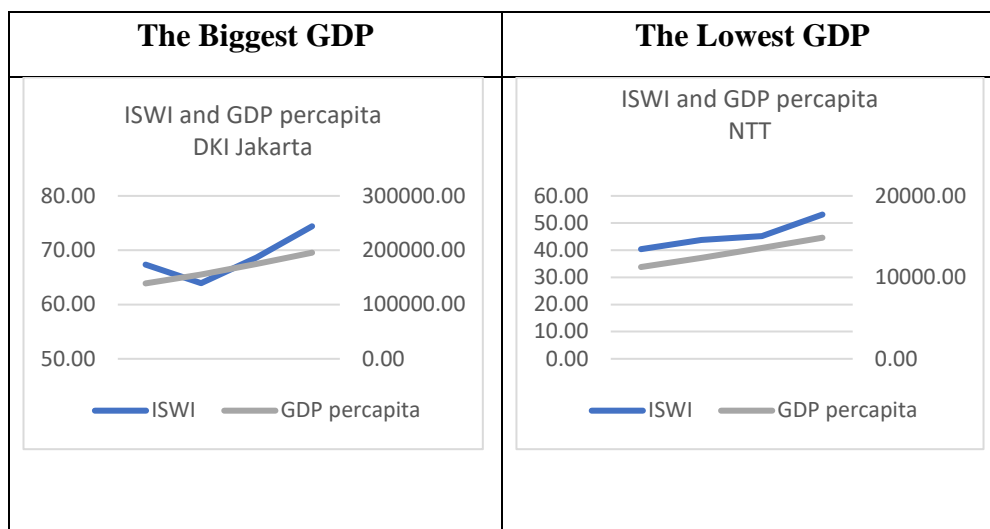 The Biggest GDP
The Lowest GDP
ISWI and GDP percapita
DKI Jakarta
80.00
70.00
60.00
50.00
300000.00
200000.00
100000.00
0.00
ISWI
GDP percapita
ISWI and GDP percapita
NTT
60.00
50.00
40.00
30.00
20.00
10.00
0.00
20000.00
10000.00
0.00
ISWI
GDP percapita